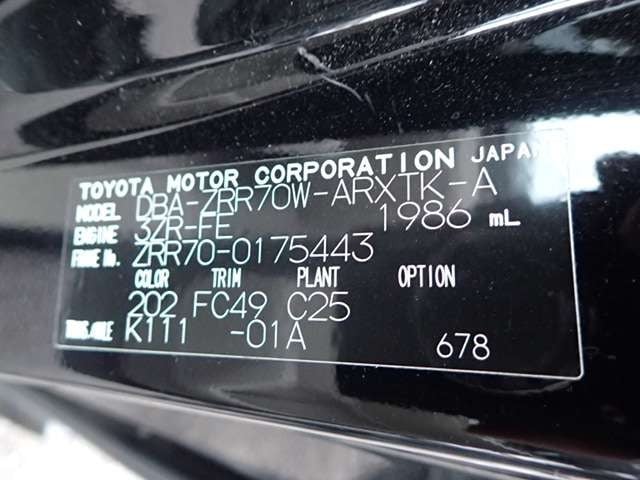 TOYOTA MOTOR CORPORATION JAPAN
MODEL DBA-ZRR70W-ARXTK-A
ENGINE 3ZR-FE 1986 mL
FRAME No. ZRR70-0175443
COLOR TRIM PLANT OPTION
202 FC49 C25
TRANS./AXLE K111 -01A
678